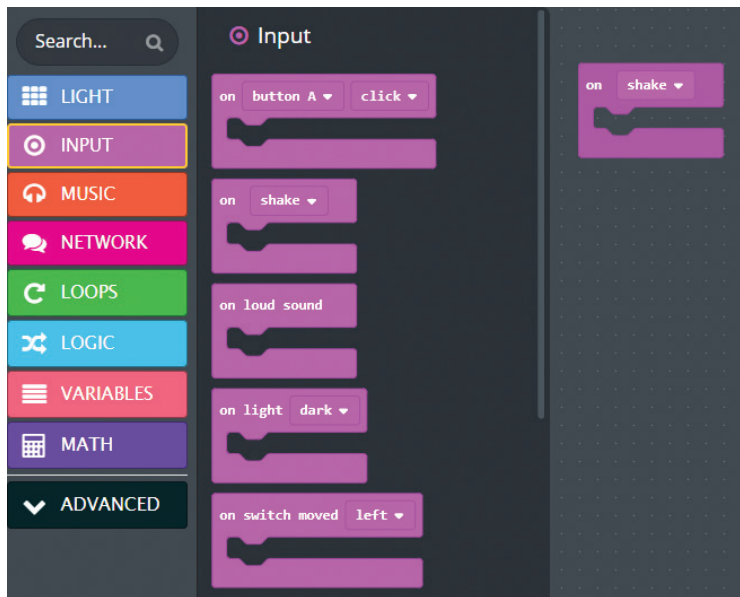 Search...
LIGHT
INPUT
MUSIC
NETWORK
LOOPS
LOGIC
VARIABLES
MATH
ADVANCED
Input
on button A click
on shake
on loud sound
on light dark
on switch moved left
on shake